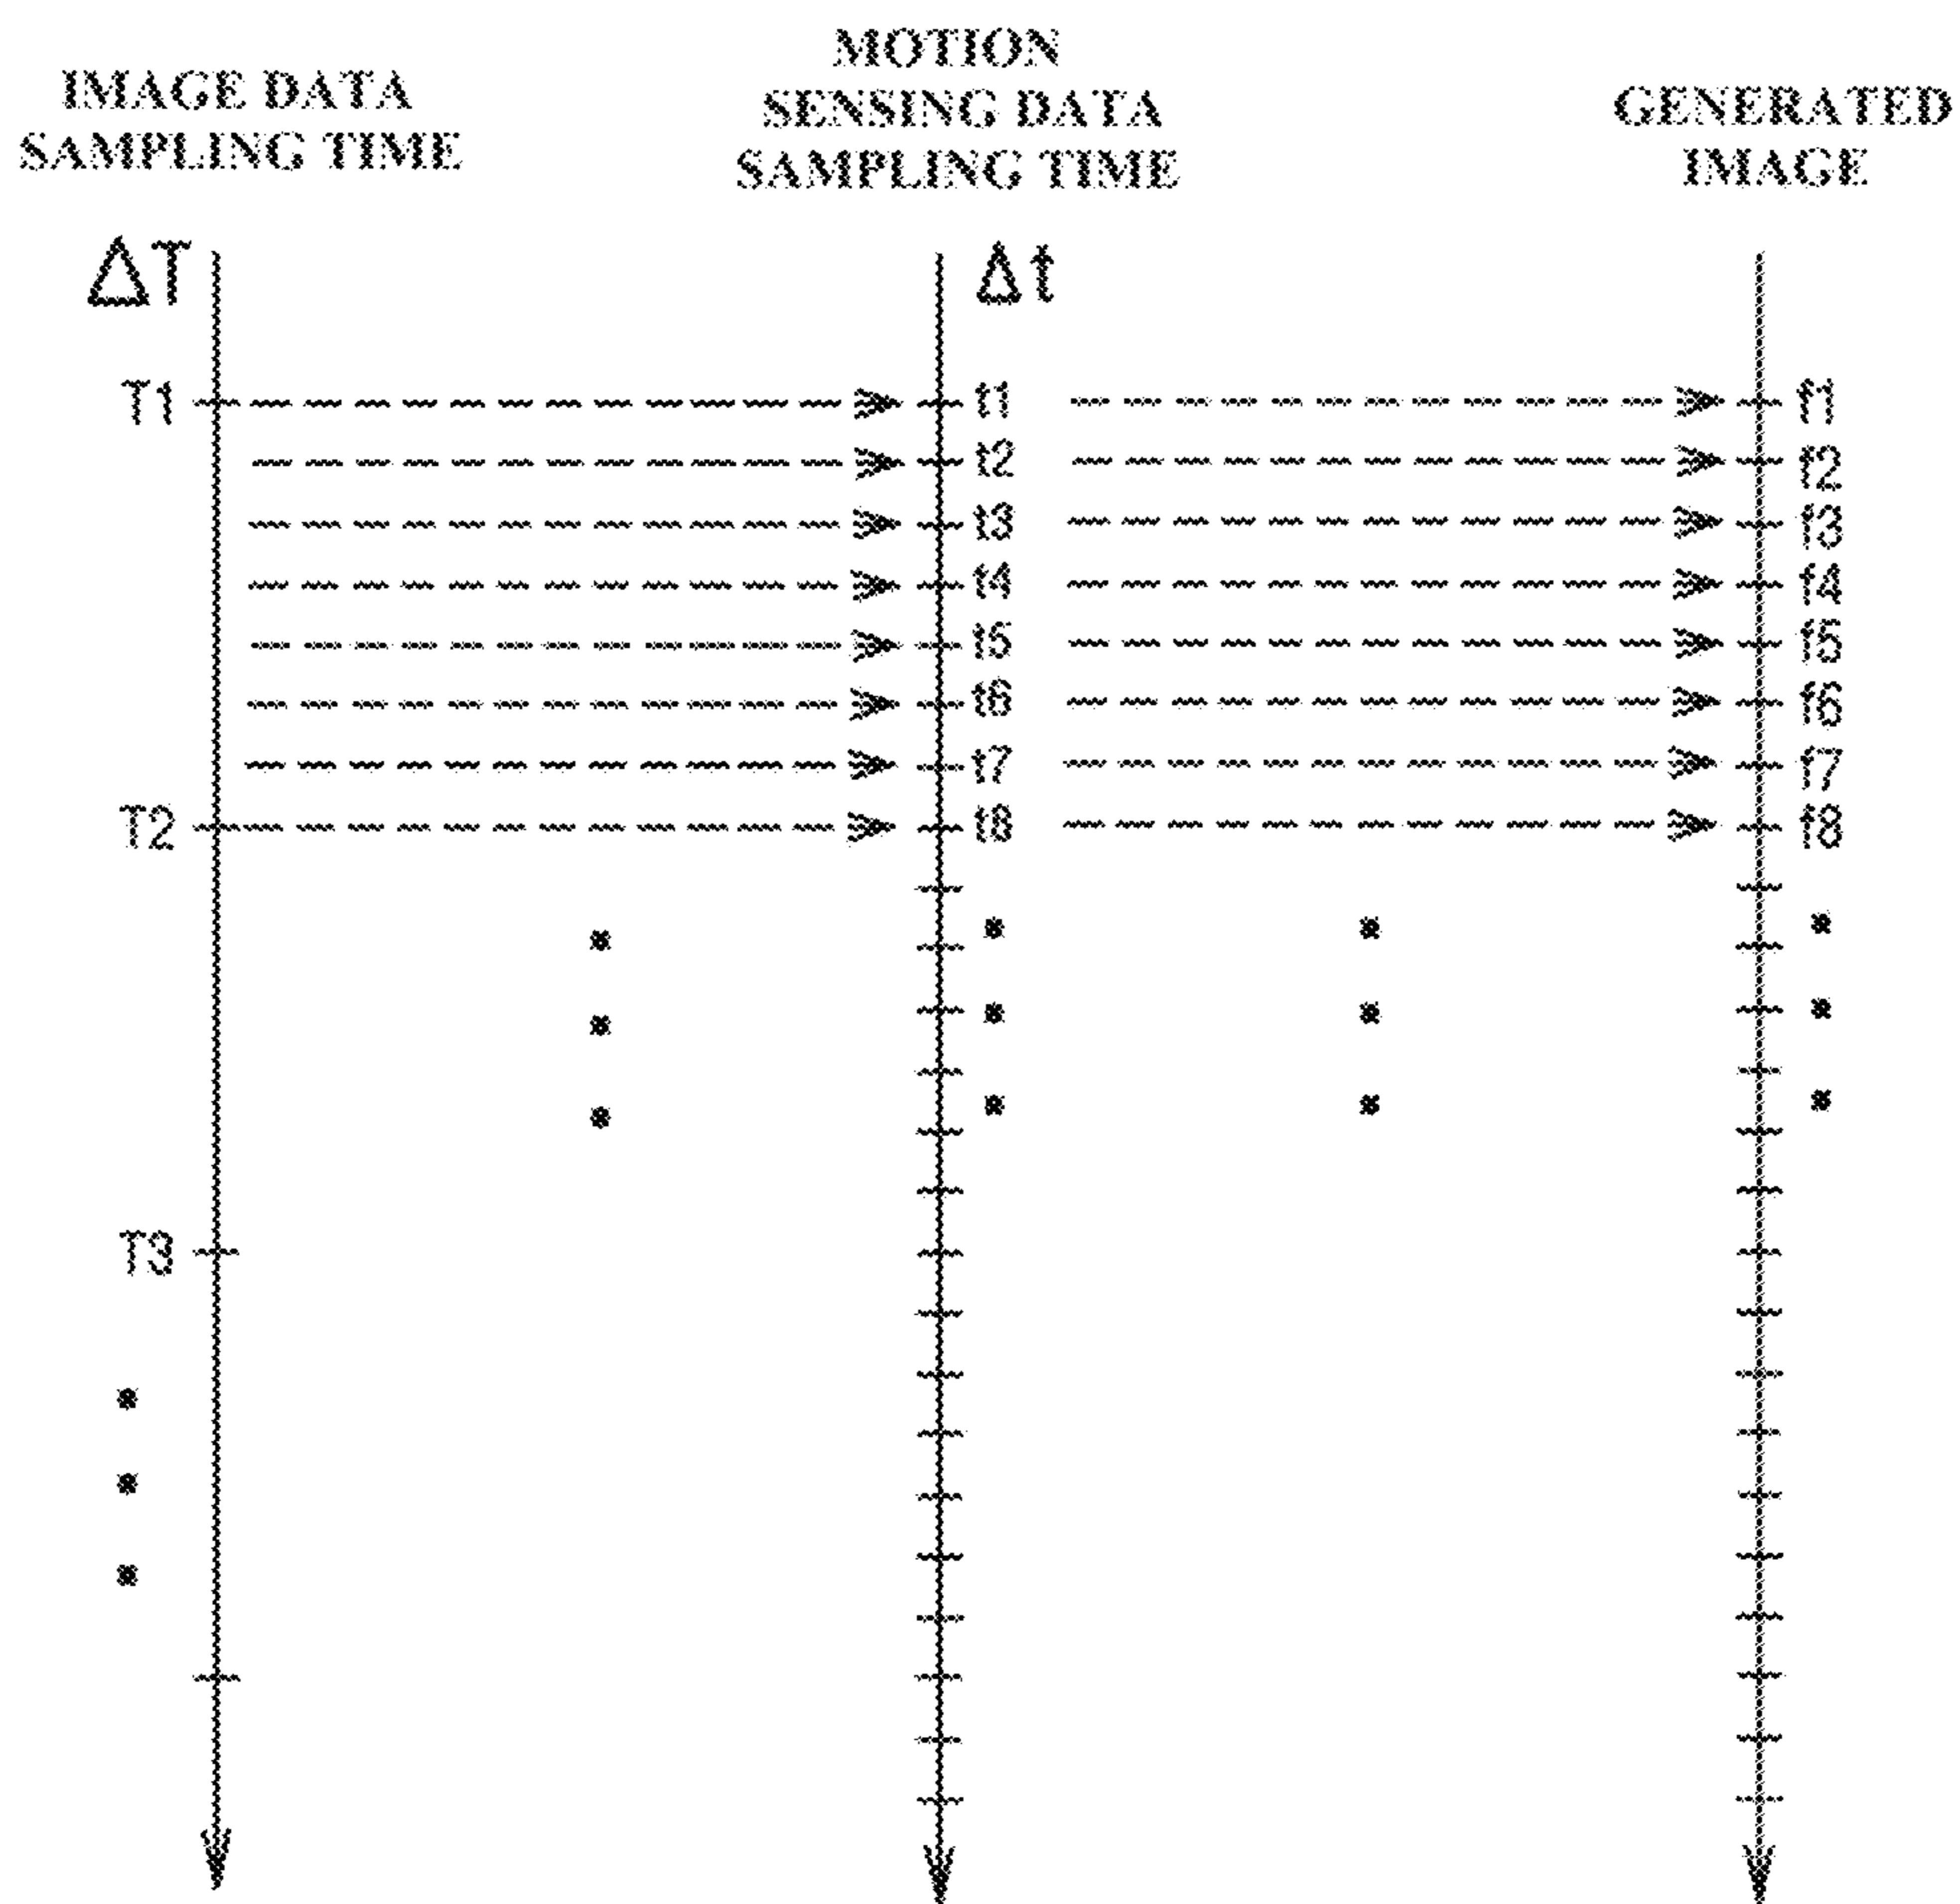 IMAGE DATA
SAMPLING TIME
MOTION
SENSING DATA
SAMPLING TIME
GENERATED
IMAGE
ΔT
Δt
T1
t1
f1
t2
f2
t3
f3
t4
f4
t5
f5
t6
f6
t7
f7
T2
t8
f8
T3